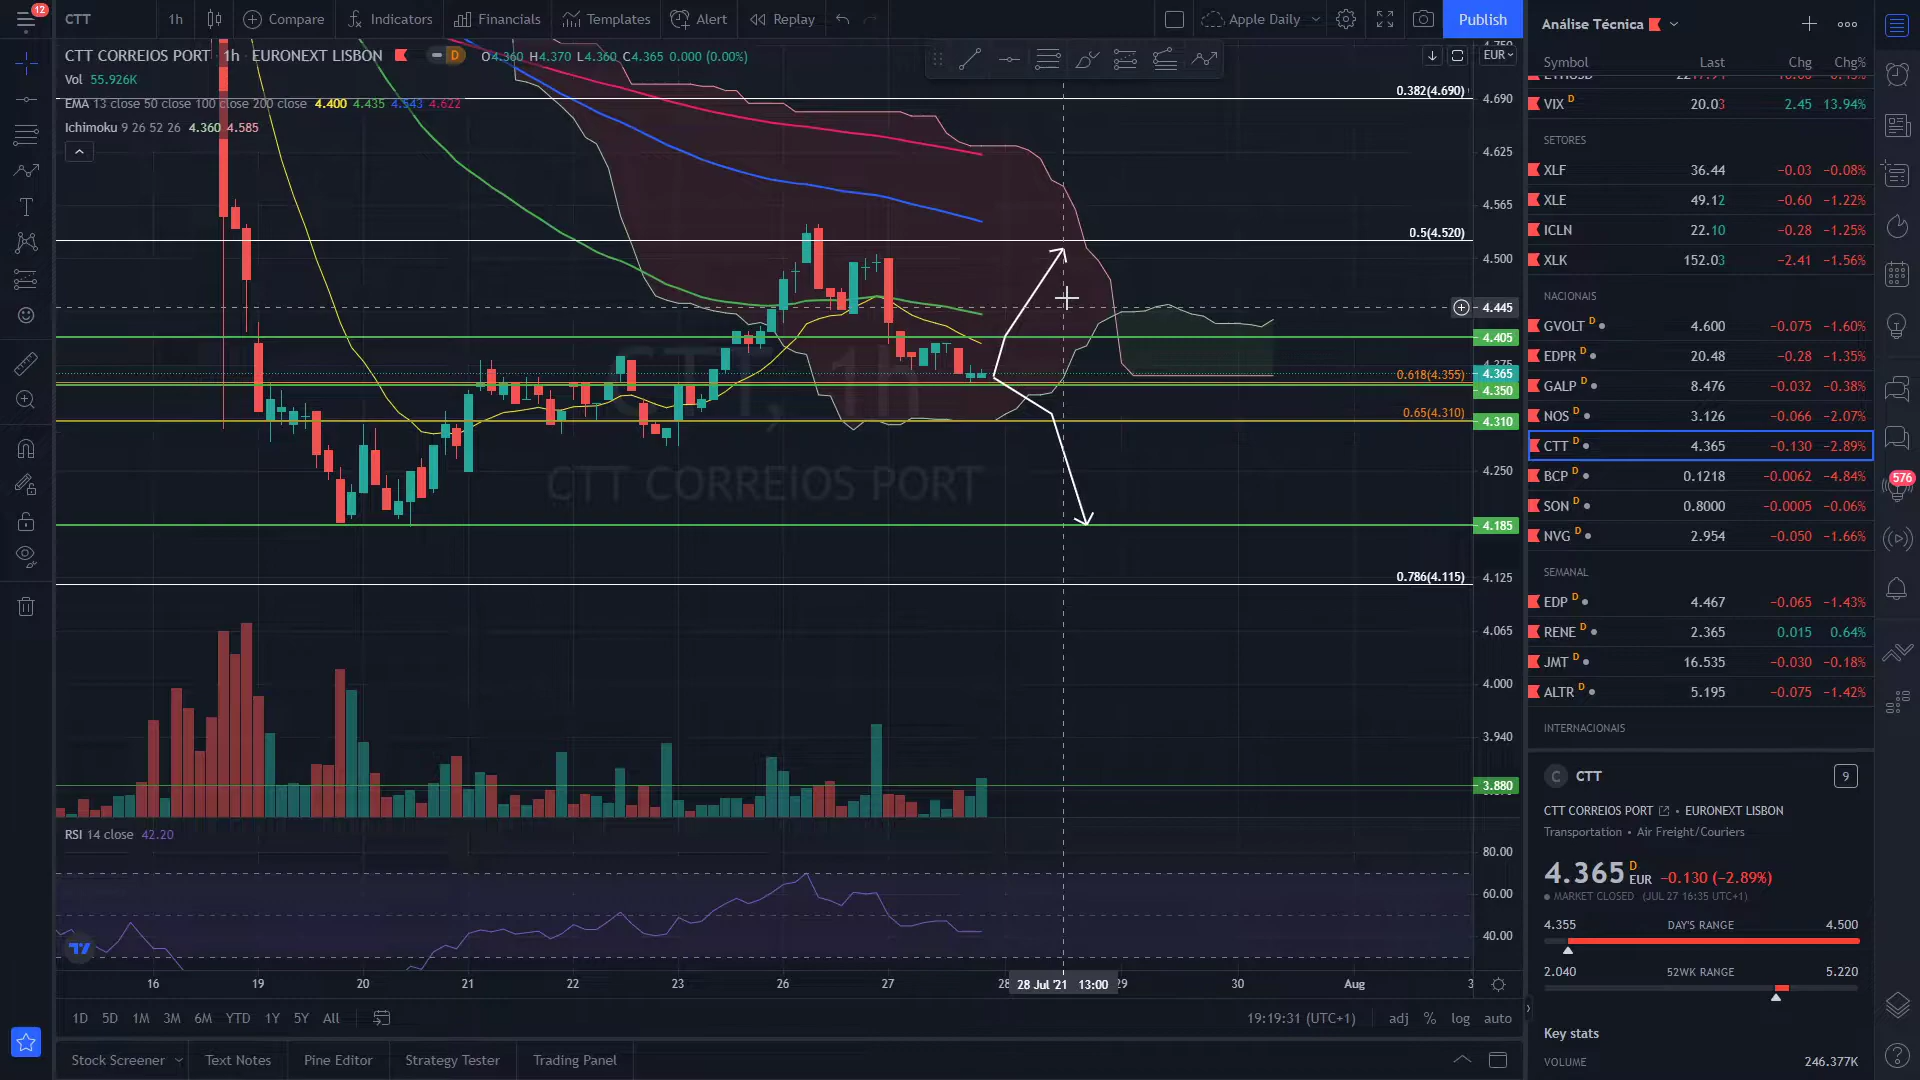 12
CTT
1h
Compare
Indicators
Financials
Templates
Alert
Replay
Apple Daily
Publish
CTT CORREIOS PORT · 1h · EURONEXT LISBON
D
O4.360 H4.370 L4.360 C4.365 0.000 (0.00%)
Vol 55.926K
EMA 13 close 50 close 100 close 200 close 4.400 4.435 4.543 4.622
Ichimoku 9 26 52 26 4.360 4.585
EUR
0.382(4.690)
0.5(4.520)
0.618(4.355)
0.65(4.310)
0.786(4.115)
4.690
4.625
4.565
4.500
4.445
4.405
4.375
4.365
4.350
4.310
4.250
4.185
4.125
4.065
4.000
3.940
3.880
CTT, 1h
CTT CORREIOS PORT
RSI 14 close 42.20
80.00
60.00
40.00
16 19 20 21 22 23 26 27 28 28 Jul '21 13:00 29 30 Aug 3
1D 5D 1M 3M 6M YTD 1Y 5Y All
19:19:31 (UTC+1)
adj % log auto
Stock Screener
Text Notes
Pine Editor
Strategy Tester
Trading Panel
Análise Técnica
Symbol Last Chg Chg%
VIX D 20.03 2.45 13.94%
SETORES
XLF 36.44 −0.03 −0.08%
XLE 49.12 −0.60 −1.22%
ICLN 22.10 −0.28 −1.25%
XLK 152.03 −2.41 −1.56%
NACIONAIS
GVOLT D 4.600 −0.075 −1.60%
EDPR D 20.48 −0.28 −1.35%
GALP D 8.476 −0.032 −0.38%
NOS D 3.126 −0.066 −2.07%
CTT D 4.365 −0.130 −2.89%
BCP D 0.1218 −0.0062 −4.84%
SON D 0.8000 −0.0005 −0.06%
NVG D 2.954 −0.050 −1.66%
SEMANAL
EDP D 4.467 −0.065 −1.43%
RENE D 2.365 0.015 0.64%
JMT D 16.535 −0.030 −0.18%
ALTR D 5.195 −0.075 −1.42%
INTERNACIONAIS
C CTT 9
CTT CORREIOS PORT • EURONEXT LISBON
Transportation • Air Freight/Couriers
4.365 D EUR −0.130 (−2.89%)
MARKET CLOSED (JUL 27 16:35 UTC+1)
4.355 DAY'S RANGE 4.500
2.040 52WK RANGE 5.220
Key stats
VOLUME 246.377K
576